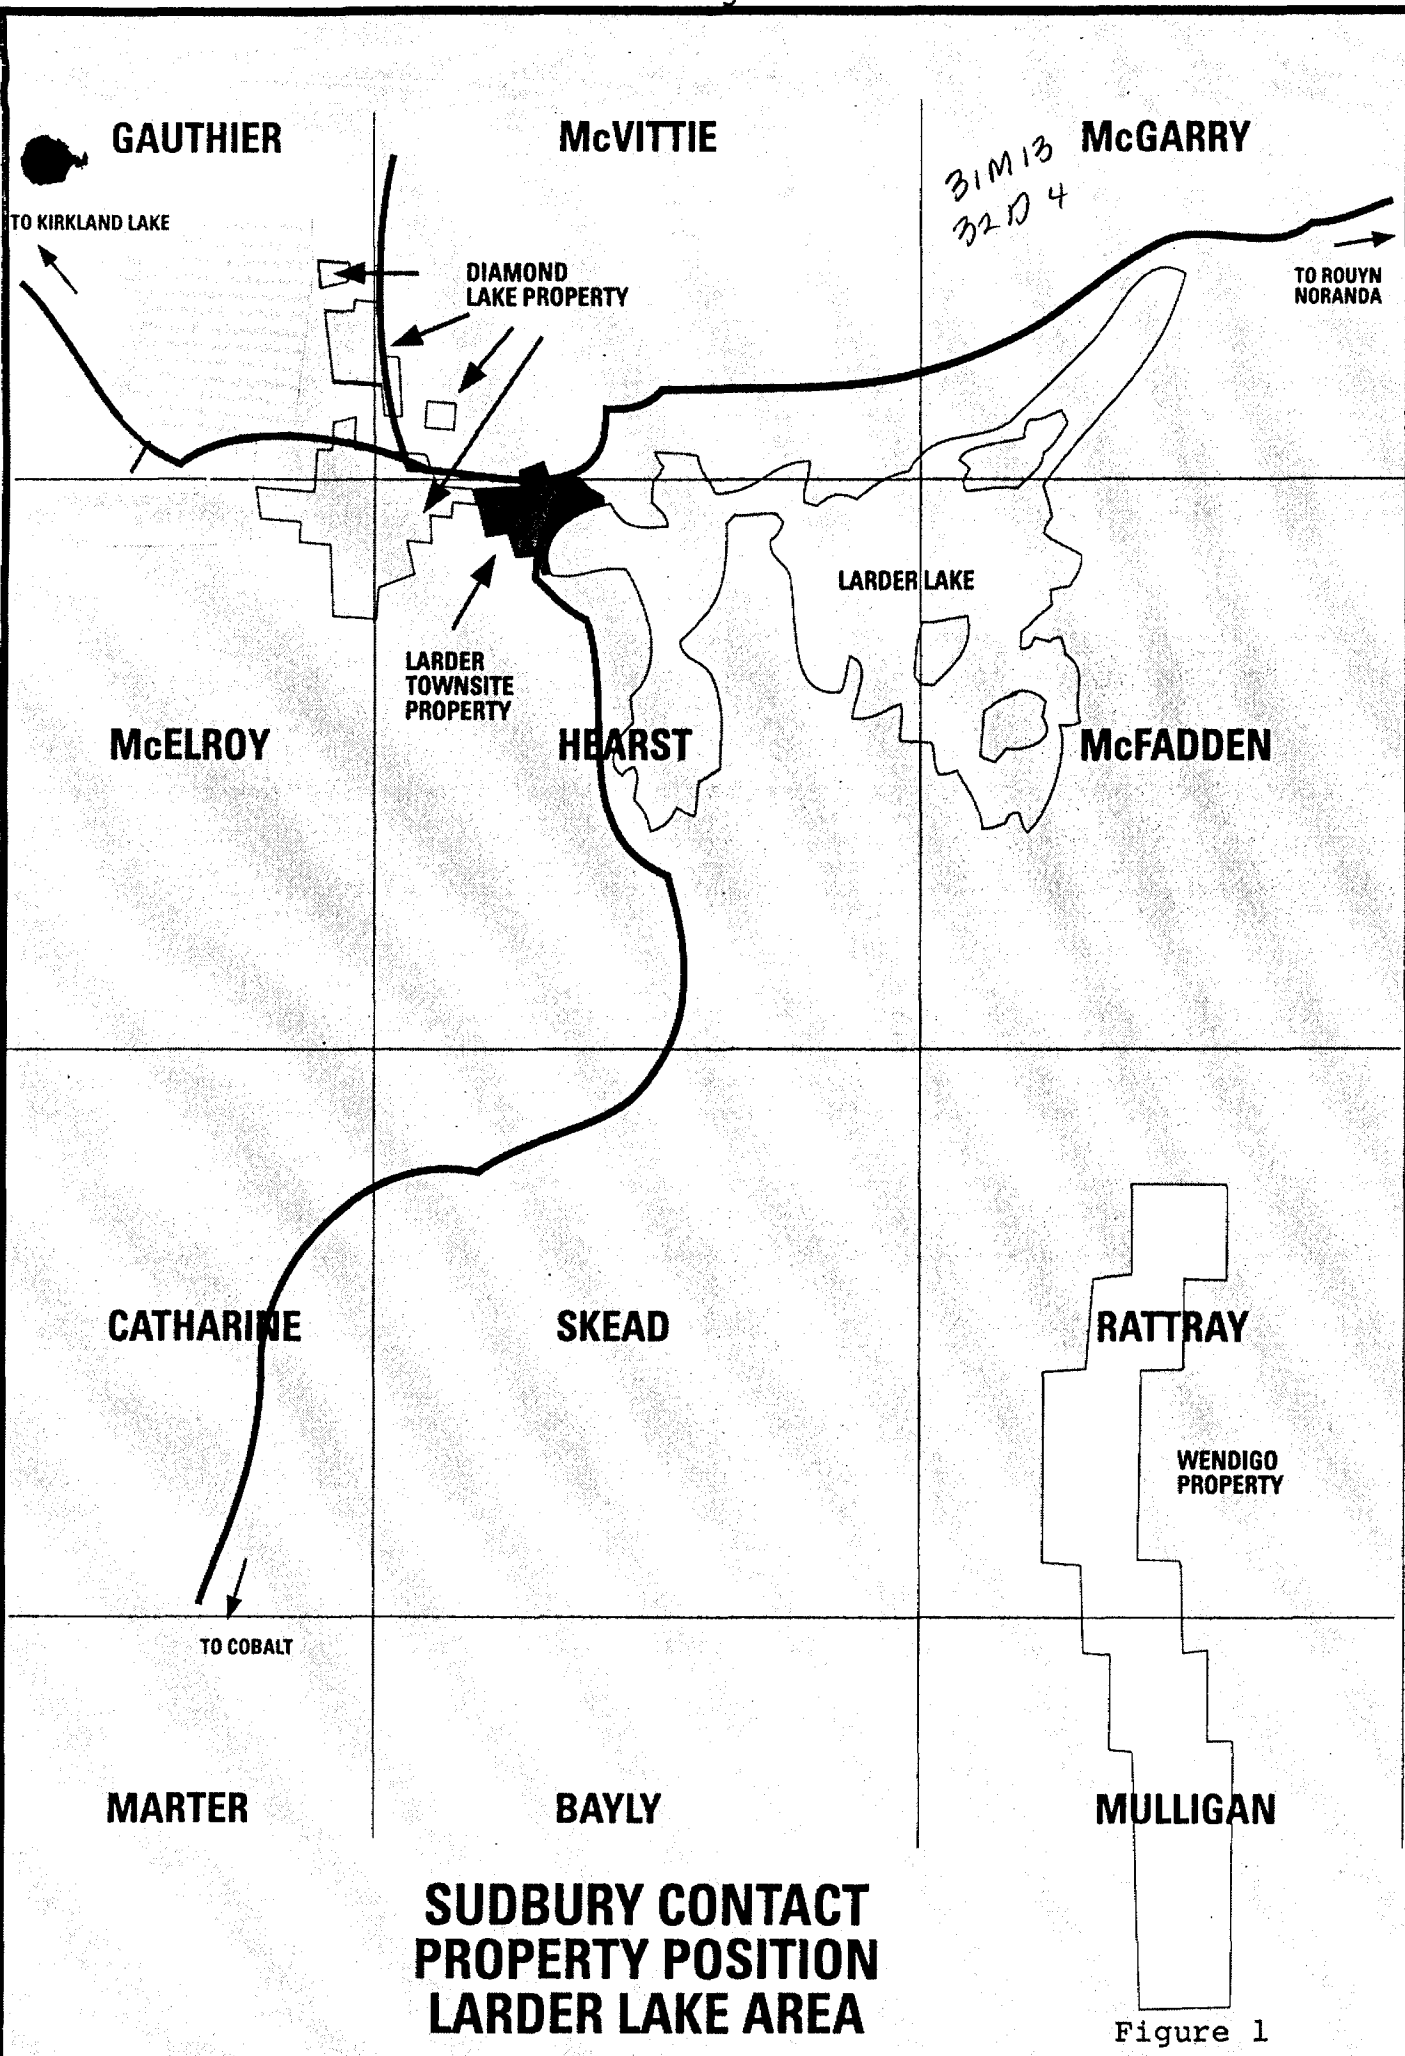 GAUTHIER
McVITTIE
McGARRY
31M13
32D 4
TO KIRKLAND LAKE
DIAMOND
LAKE PROPERTY
TO ROUYN
NORANDA
LARDER LAKE
LARDER
TOWNSITE
PROPERTY
McELROY
HEARST
McFADDEN
CATHARINE
SKEAD
RATTRAY
WENDIGO
PROPERTY
TO COBALT
MARTER
BAYLY
MULLIGAN
SUDBURY CONTACT
PROPERTY POSITION
LARDER LAKE AREA
Figure 1